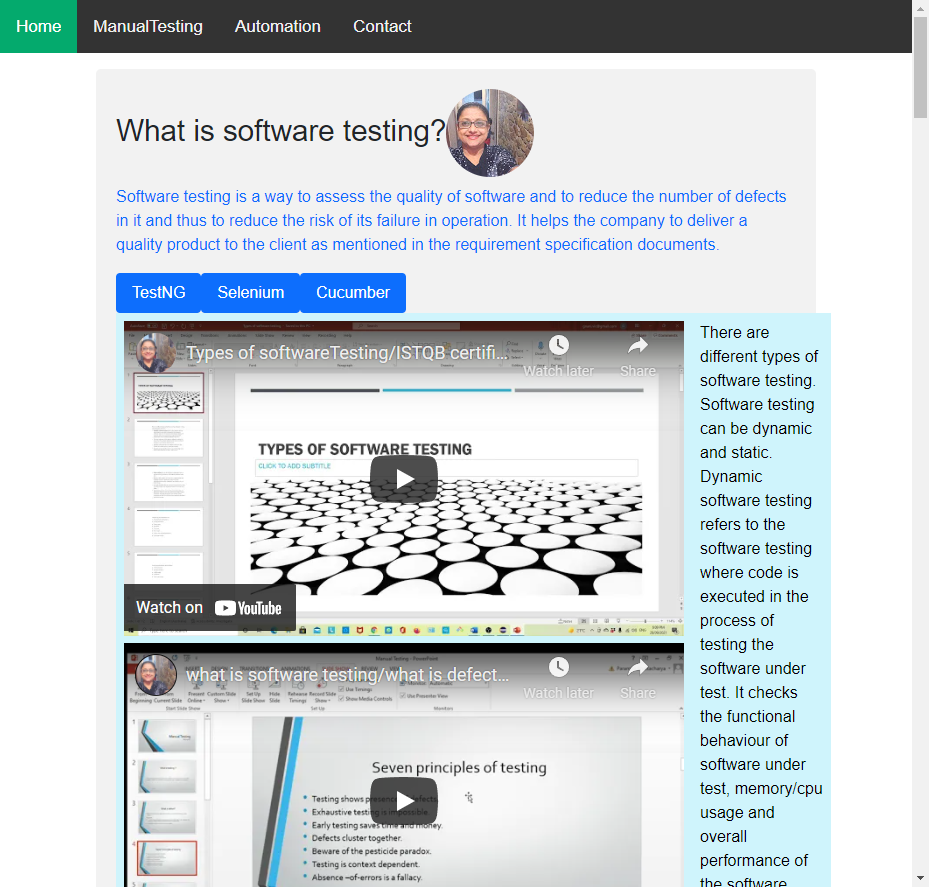 Home ManualTesting Automation Contact
What is software testing?
Software testing is a way to assess the quality of software and to reduce the number of defects
in it and thus to reduce the risk of its failure in operation. It helps the company to deliver a
quality product to the client as mentioned in the requirement specification documents.
TestNG Selenium Cucumber
Types of softwareTesting/ISTQB certifi...
Watch later Share
TYPES OF SOFTWARE TESTING
CLICK TO ADD SUBTITLE
Watch on YouTube
what is software testing/what is defect...
Watch later Share
Seven principles of testing
Testing shows presence of defects.
Exhaustive testing is impossible.
Early testing saves time and money.
Defects cluster together.
Beware of the pesticide paradox.
Testing is context dependent.
Absence –of-errors is a fallacy.
There are
different types of
software testing.
Software testing
can be dynamic
and static.
Dynamic
software testing
refers to the
software testing
where code is
executed in the
process of
testing the
software under
test. It checks
the functional
behaviour of
software under
test, memory/cpu
usage and
overall
performance of
the software